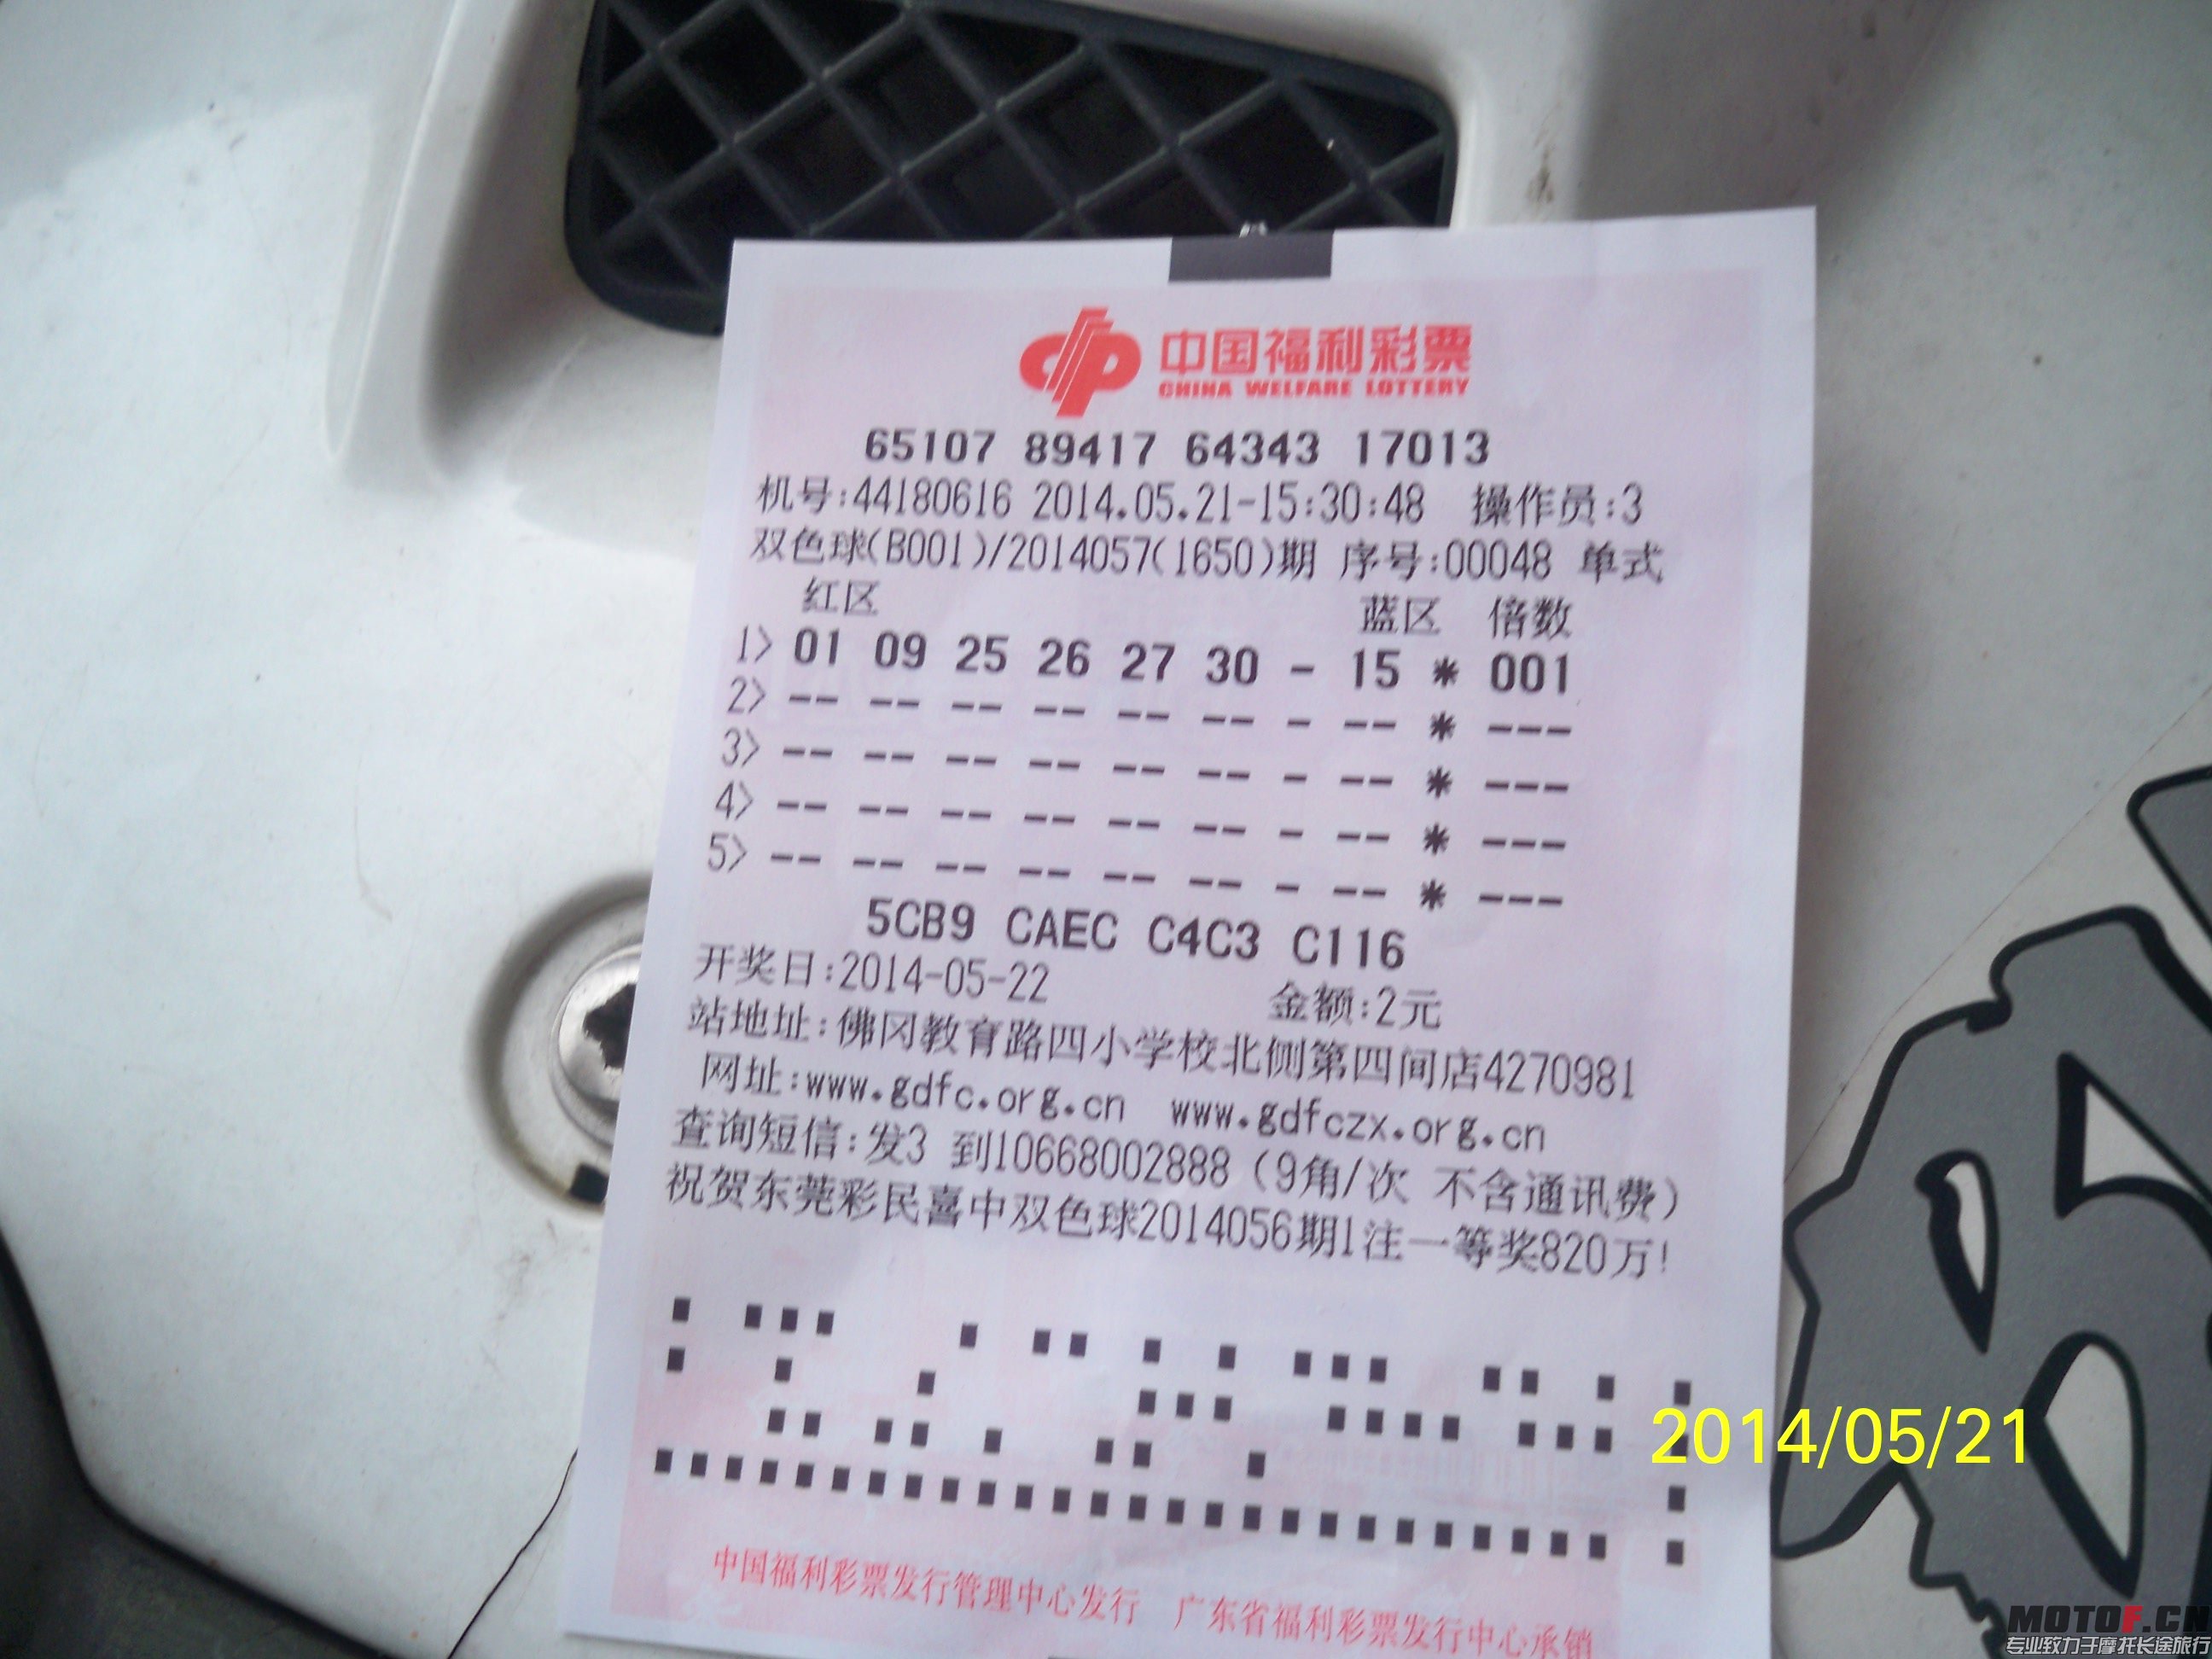 中国福利彩票
CHINA WELFARE LOTTERY
65107 89417 64343 17013
机号:44180616 2014.05.21-15:30:48 操作员:3
双色球(B001)/2014057(1650)期 序号:00048 单式
红区 蓝区 倍数
1> 01 09 25 26 27 30 - 15 * 001
2> -- -- -- -- -- -- - -- * ---
3> -- -- -- -- -- -- - -- * ---
4> -- -- -- -- -- -- - -- * ---
5> -- -- -- -- -- -- - -- * ---
5CB9 CAEC C4C3 C116
开奖日:2014-05-22 金额:2元
站地址:佛冈教育路四小学校北侧第四间店4270981
网址:www.gdfc.org.cn www.gdfczx.org.cn
查询短信:发3 到10668002888（9角/次 不含通讯费）
祝贺东莞彩民喜中双色球2014056期1注一等奖820万!
2014/05/21
中国福利彩票发行管理中心发行 广东省福利彩票发行中心承销
MOTOF.CN
专业致力于摩托长途旅行